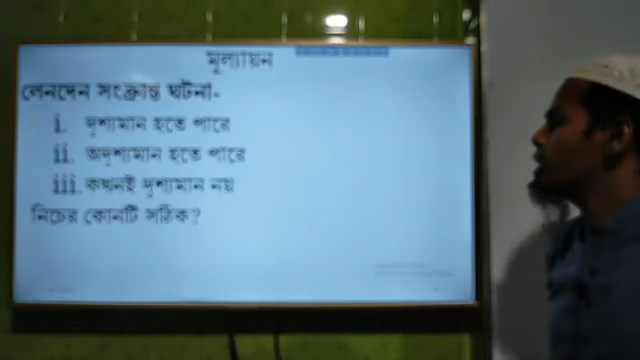 মূল্যায়ন
লেনদেন সংক্রান্ত ঘটনা-
i. দৃশ্যমান হতে পারে
ii. অদৃশ্যমান হতে পারে
iii. কখনই দৃশ্যমান নয়
নিচের কোনটি সঠিক?